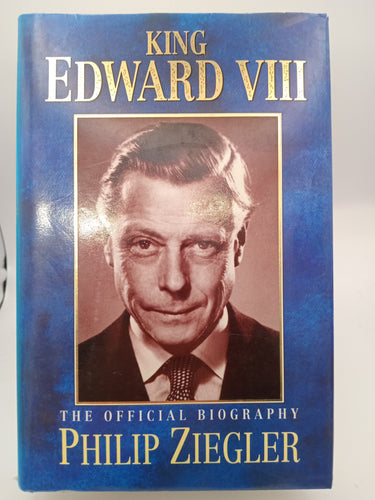 KING
EDWARD VIII
THE OFFICIAL BIOGRAPHY
PHILIP ZIEGLER